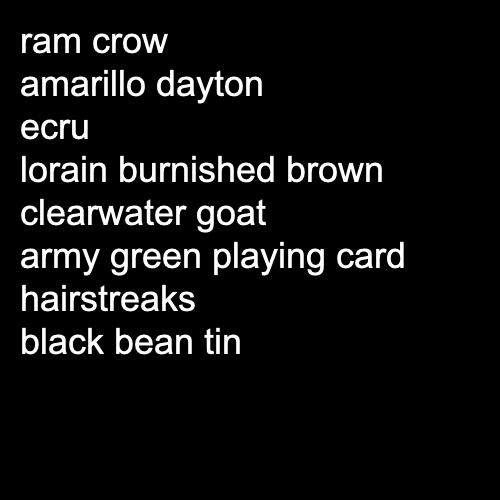 ram crow
amarillo dayton
ecru
lorain burnished brown
clearwater goat
army green playing card
hairstreaks
black bean tin